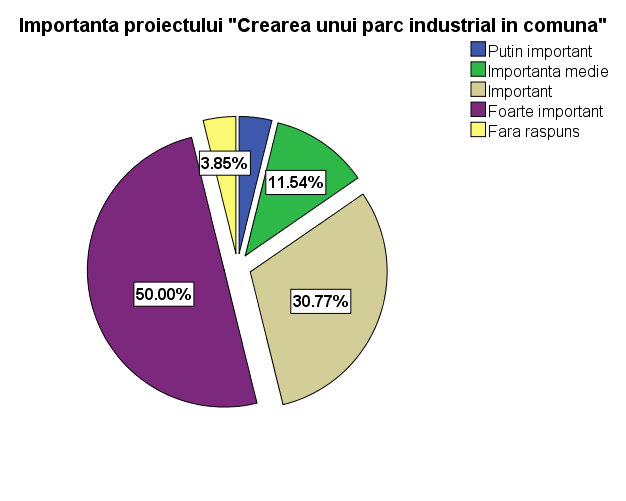 Importanta proiectului "Crearea unui parc industrial in comuna"
Putin important
Importanta medie
Important
Foarte important
Fara raspuns
3.85%
11.54%
30.77%
50.00%